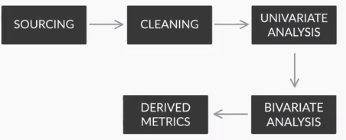 SOURCING
CLEANING
UNIVARIATE
ANALYSIS
BIVARIATE
ANALYSIS
DERIVED
METRICS